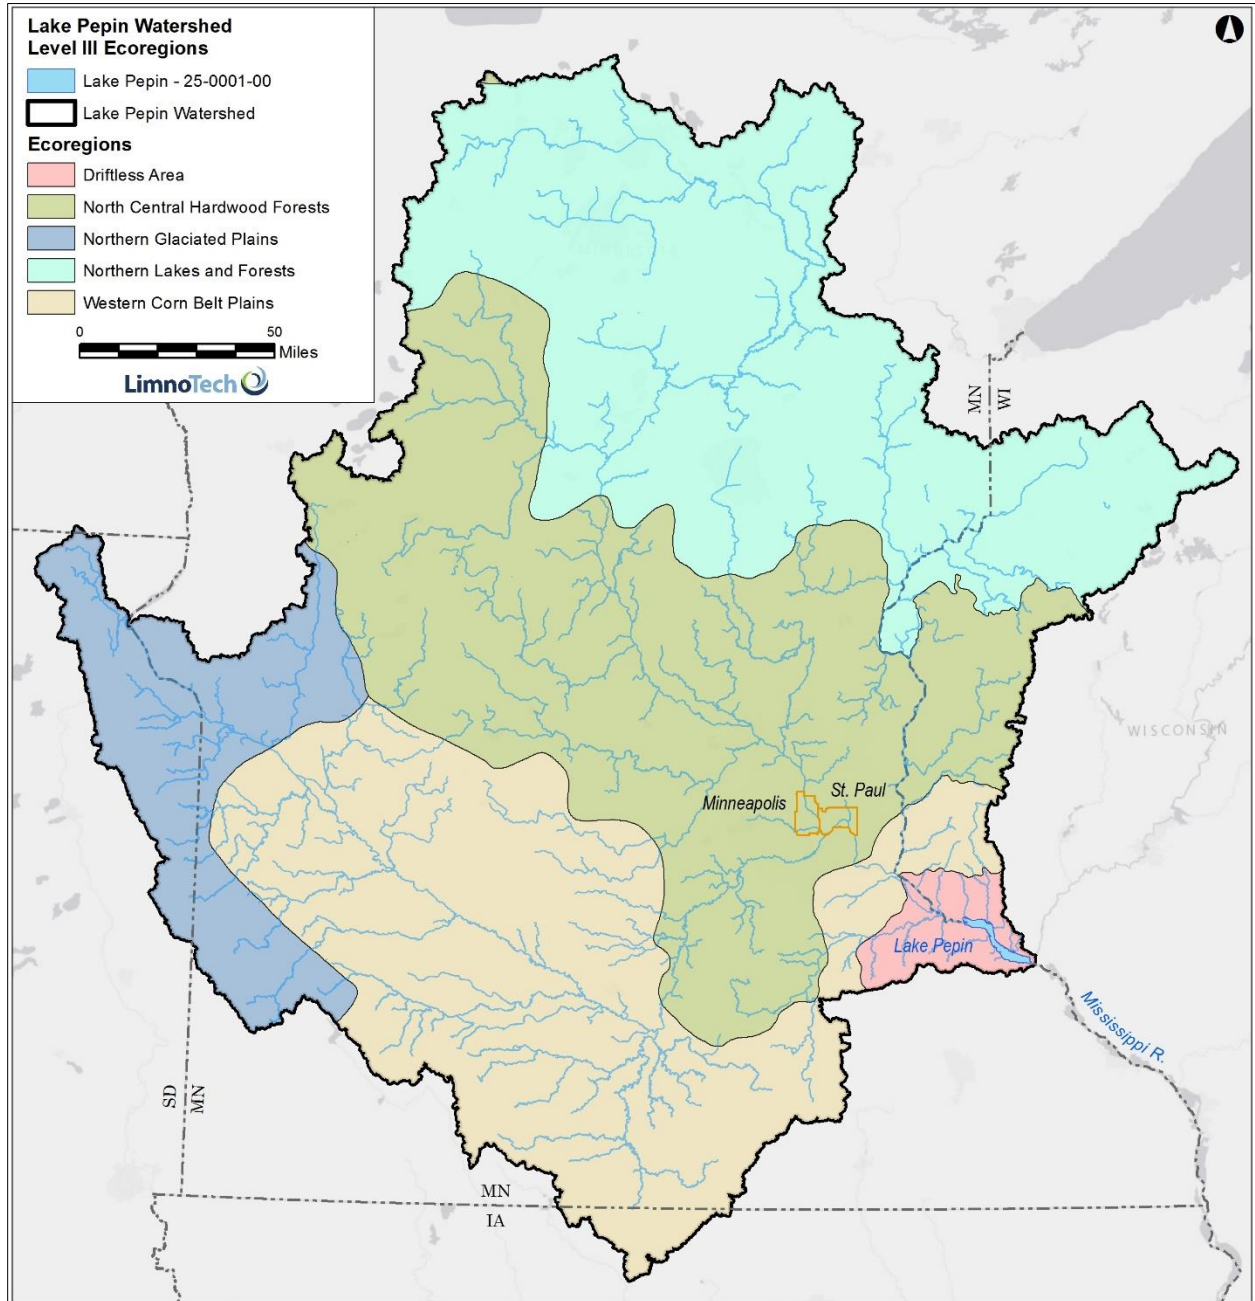 Lake Pepin Watershed
Level III Ecoregions
Lake Pepin - 25-0001-00
Lake Pepin Watershed
Ecoregions
Driftless Area
North Central Hardwood Forests
Northern Glaciated Plains
Northern Lakes and Forests
Western Corn Belt Plains
0 50
Miles
LimnoTech
MINNESOTA
MN
WI
WISCONSIN
Minneapolis
St. Paul
Lake Pepin
Mississippi R.
SD
MN
MN
IA